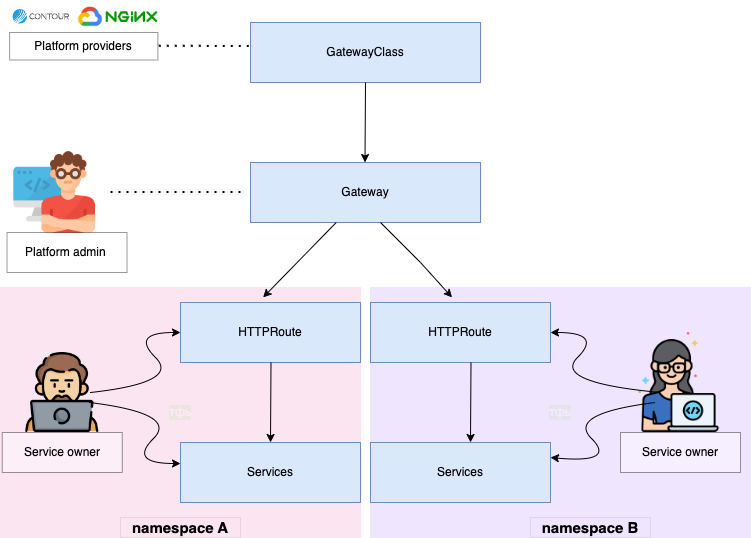 CONTOUR NGINX
Platform providers
GatewayClass
Gateway
Platform admin
HTTPRoute
HTTPRoute
Service owner
Services
Services
Service owner
namespace A
namespace B